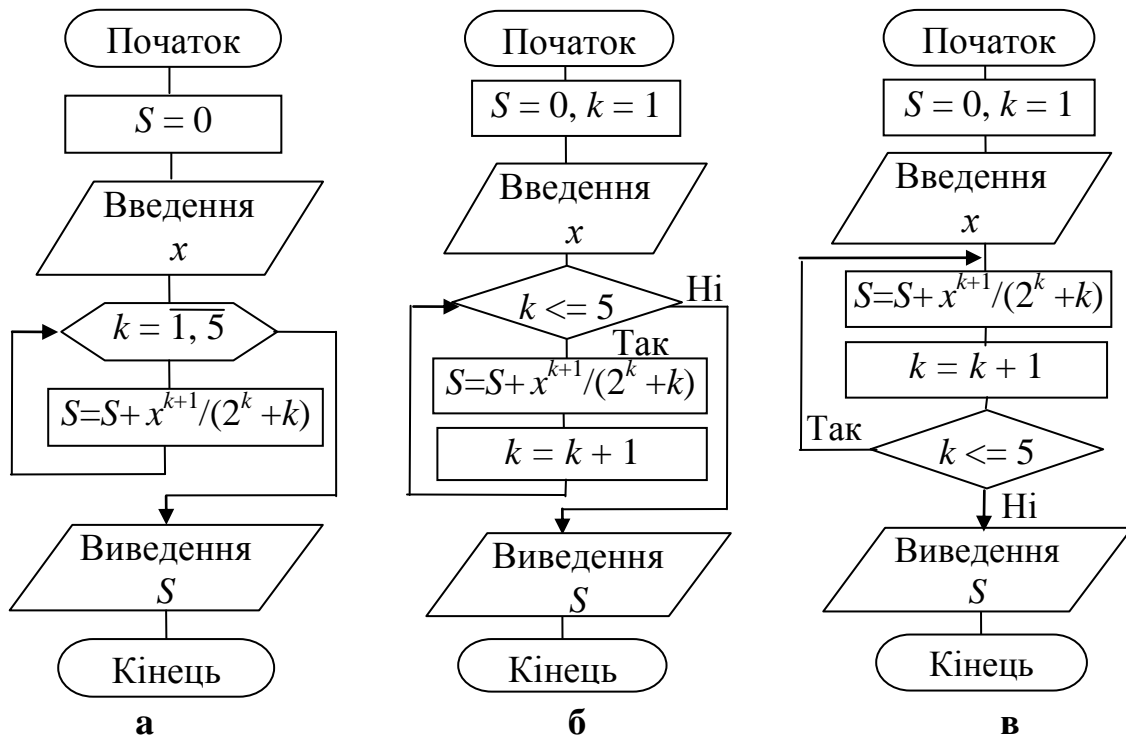 Початок
S = 0
Введення
x
k = 1, 5
S=S+ x^{k+1}/(2^k +k)
Виведення
S
Кінець
а
Початок
S = 0, k = 1
Введення
x
k <= 5
Ні
Так
S=S+ x^{k+1}/(2^k +k)
k = k + 1
Виведення
S
Кінець
б
Початок
S = 0, k = 1
Введення
x
S=S+ x^{k+1}/(2^k +k)
k = k + 1
Так
k <= 5
Ні
Виведення
S
Кінець
в